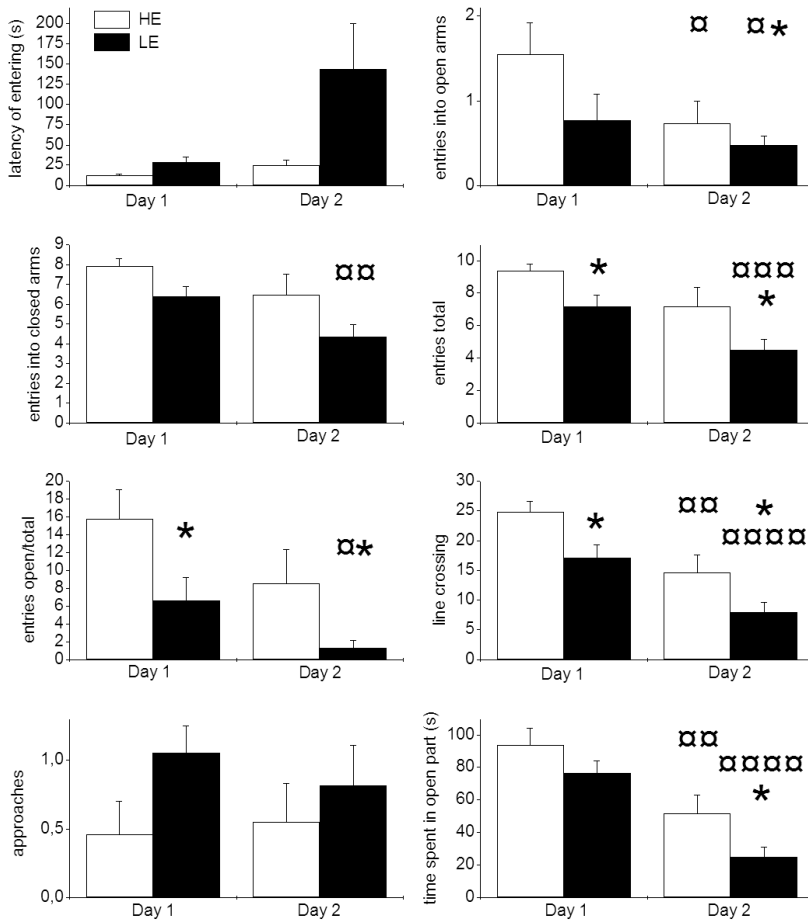 latency of entering (s)
200
175
150
125
100
75
50
25
0
HE
LE
Day 1
Day 2
entries into open arms
2
1
0
¤
¤ *
Day 1
Day 2
entries into closed arms
9
8
7
6
5
4
3
2
1
0
¤¤
Day 1
Day 2
entries total
10
8
6
4
2
0
*
¤¤¤
*
Day 1
Day 2
entries open/total
20
18
16
14
12
10
8
6
4
2
0
*
¤*
Day 1
Day 2
line crossing
30
25
20
15
10
5
0
*
¤¤
*
¤¤¤¤
Day 1
Day 2
approaches
1,0
0,5
0,0
Day 1
Day 2
time spent in open part (s)
100
80
60
40
20
0
¤¤
¤¤¤¤
*
Day 1
Day 2